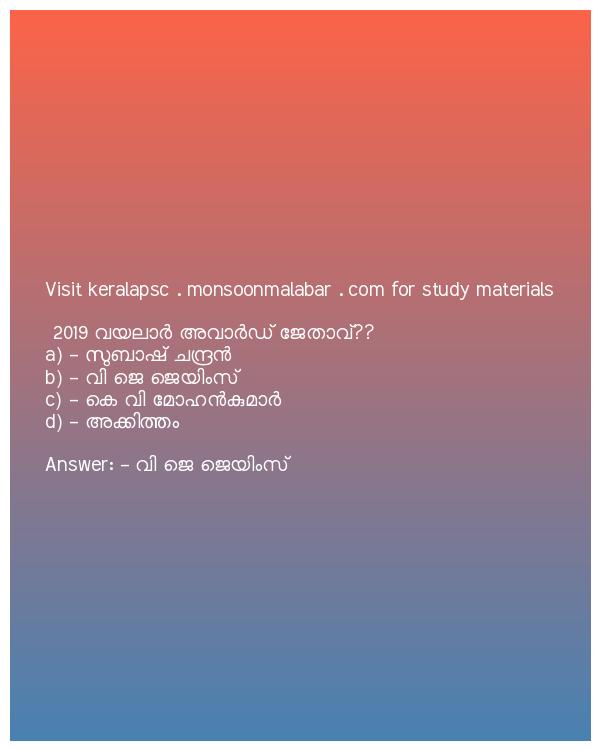 Visit keralapsc . monsoonmalabar . com for study materials
2019 വയലാർ അവാർഡ് ജേതാവ്??
a) - സുബാഷ് ചന്ദ്രൻ
b) - വി ജെ ജെയിംസ്
c) - കെ വി മോഹൻകുമാർ
d) - അക്കിത്തം
Answer: - വി ജെ ജെയിംസ്